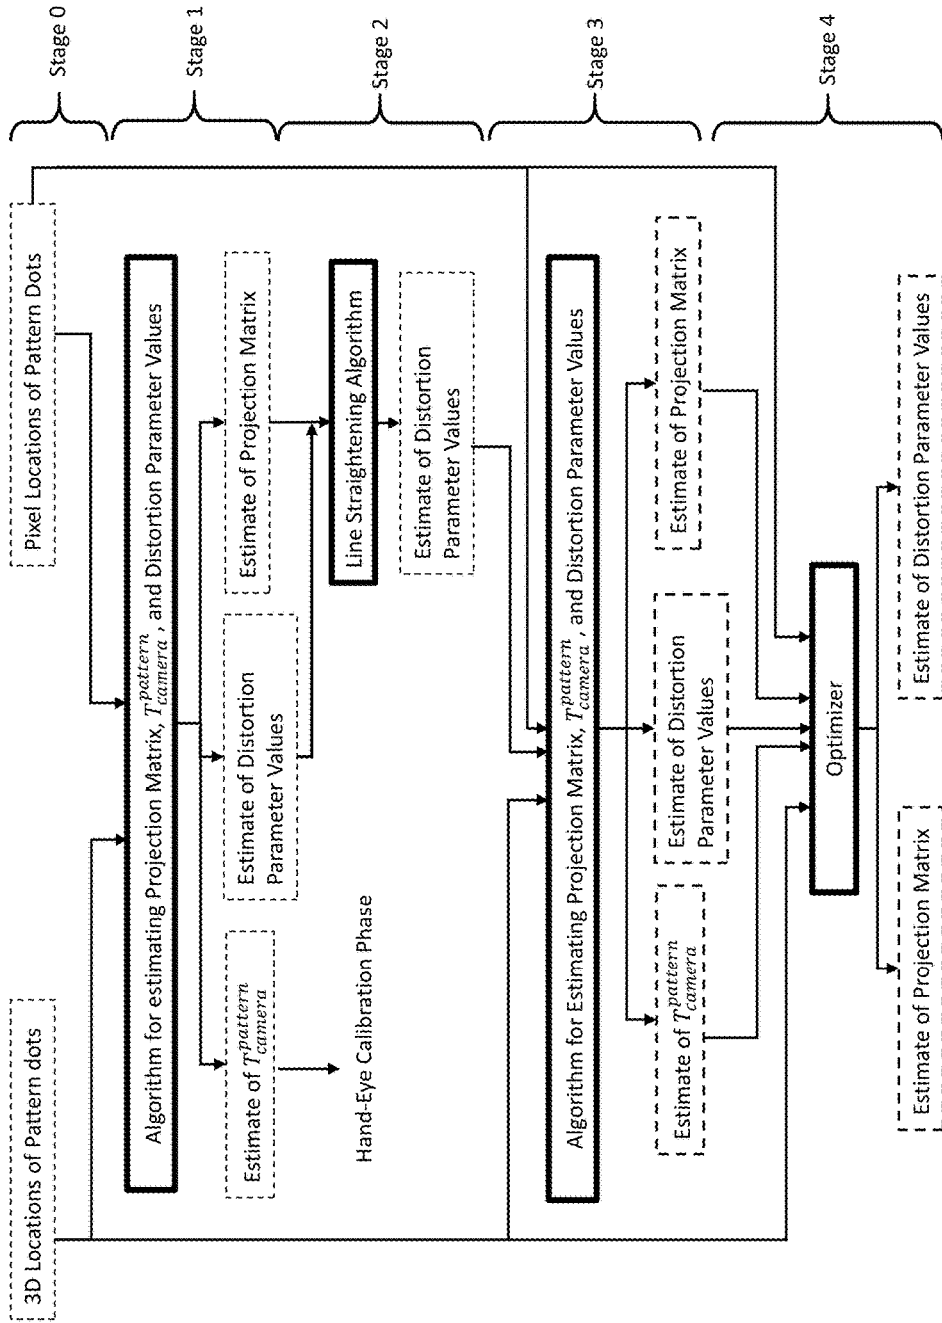 3D Locations of Pattern dots
Pixel Locations of Pattern Dots
Stage 0
Algorithm for estimating Projection Matrix, $T_{camera}^{pattern}$, and Distortion Parameter Values
Stage 1
Estimate of $T_{camera}^{pattern}$
Estimate of Distortion
Parameter Values
Estimate of Projection Matrix
Hand-Eye Calibration Phase
Line Straightening Algorithm
Stage 2
Estimate of Distortion
Parameter Values
Algorithm for Estimating Projection Matrix, $T_{camera}^{pattern}$, and Distortion Parameter Values
Stage 3
Estimate of $T_{camera}^{pattern}$
Estimate of Distortion
Parameter Values
Estimate of Projection Matrix
Optimizer
Stage 4
Estimate of Projection Matrix
Estimate of Distortion Parameter Values